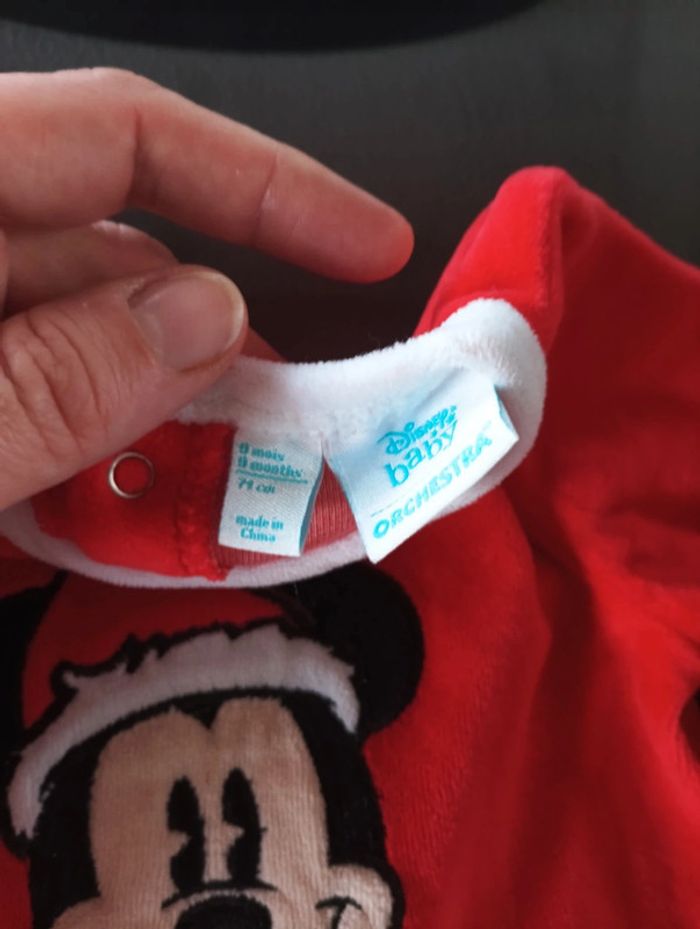 9 mois
9 months
71 cm
made in
China
Disney
baby
ORCHESTRA